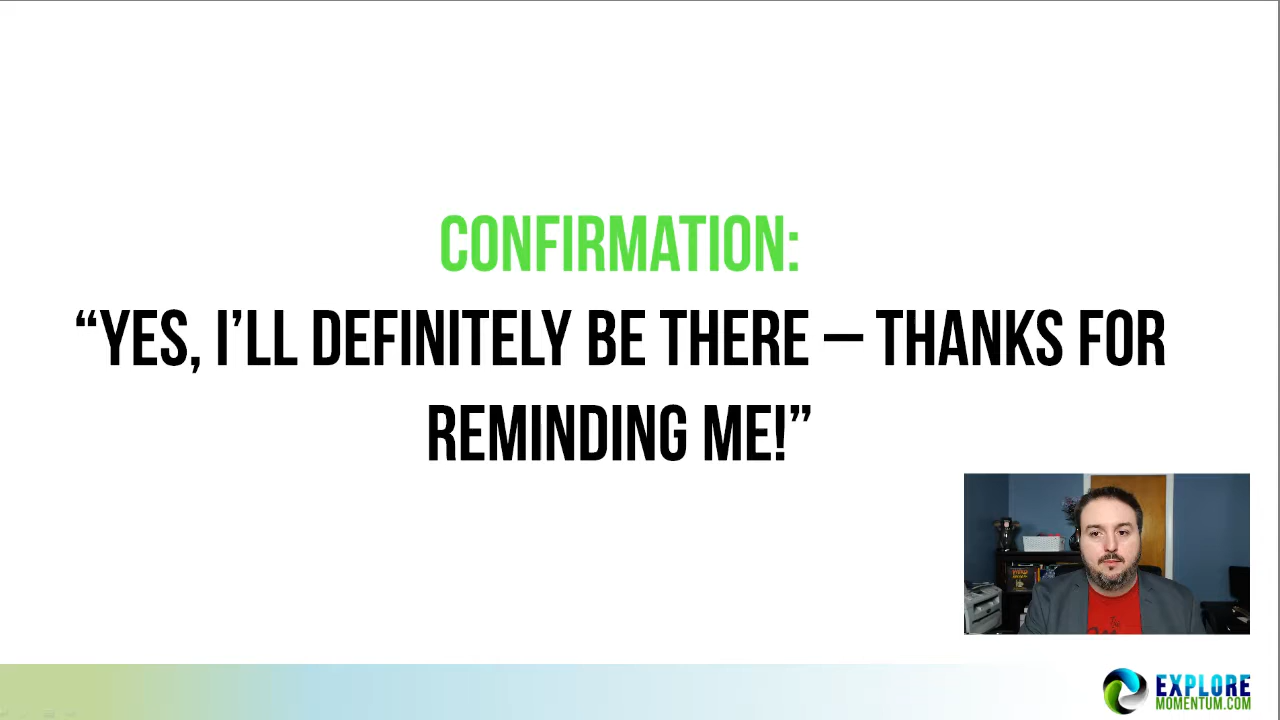 CONFIRMATION:
“YES, I’LL DEFINITELY BE THERE – THANKS FOR
REMINDING ME!”
EXPLORE
MOMENTUM.COM